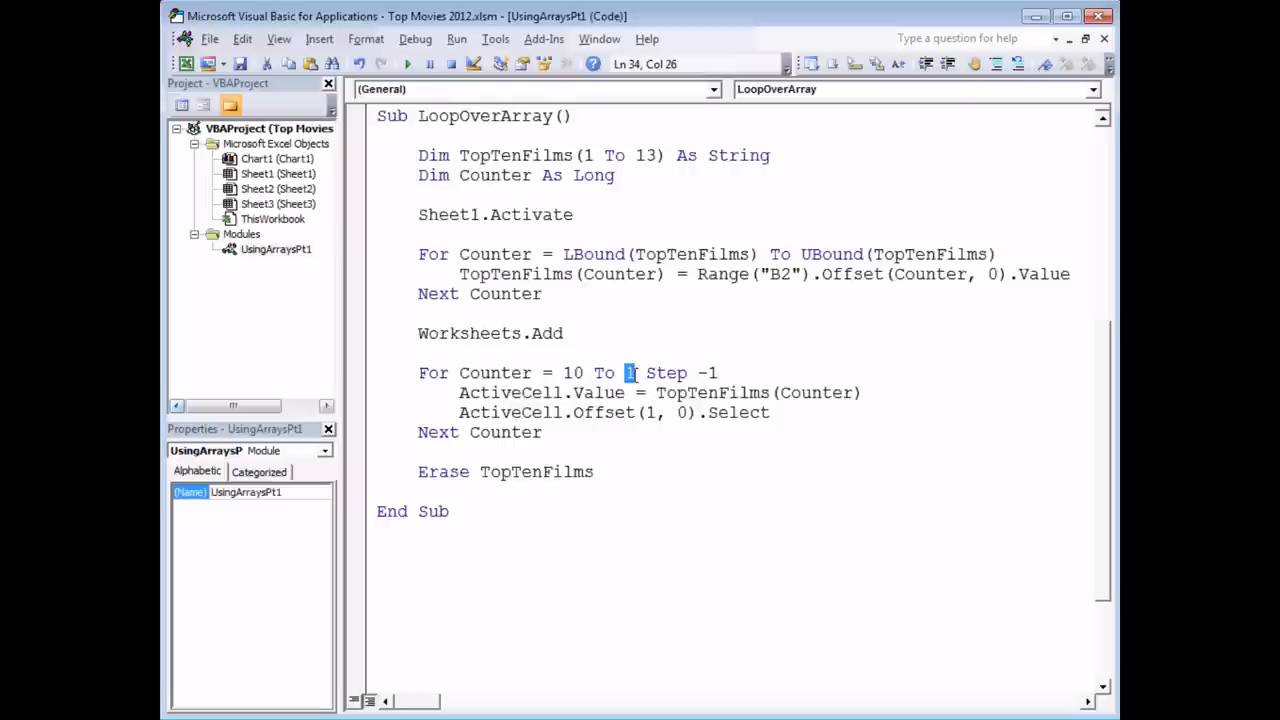 Microsoft Visual Basic for Applications - Top Movies 2012.xlsm - [UsingArraysPt1 (Code)]
File Edit View Insert Format Debug Run Tools Add-Ins Window Help
Type a question for help
Ln 34, Col 26
Project - VBAProject
(General)
LoopOverArray
VBAProject (Top Movies
Microsoft Excel Objects
Chart1 (Chart1)
Sheet1 (Sheet1)
Sheet2 (Sheet2)
Sheet3 (Sheet3)
ThisWorkbook
Modules
UsingArraysPt1
Properties - UsingArraysPt1
UsingArraysP Module
Alphabetic Categorized
(Name) UsingArraysPt1
Sub LoopOverArray()
Dim TopTenFilms(1 To 13) As String
Dim Counter As Long
Sheet1.Activate
For Counter = LBound(TopTenFilms) To UBound(TopTenFilms)
TopTenFilms(Counter) = Range("B2").Offset(Counter, 0).Value
Next Counter
Worksheets.Add
For Counter = 10 To 1 Step -1
ActiveCell.Value = TopTenFilms(Counter)
ActiveCell.Offset(1, 0).Select
Next Counter
Erase TopTenFilms
End Sub